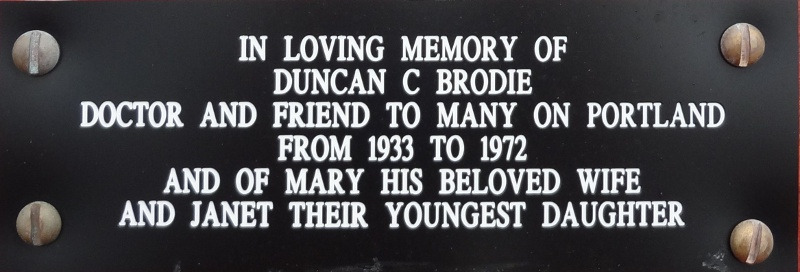 IN LOVING MEMORY OF
DUNCAN C BRODIE
DOCTOR AND FRIEND TO MANY ON PORTLAND
FROM 1933 TO 1972
AND OF MARY HIS BELOVED WIFE
AND JANET THEIR YOUNGEST DAUGHTER